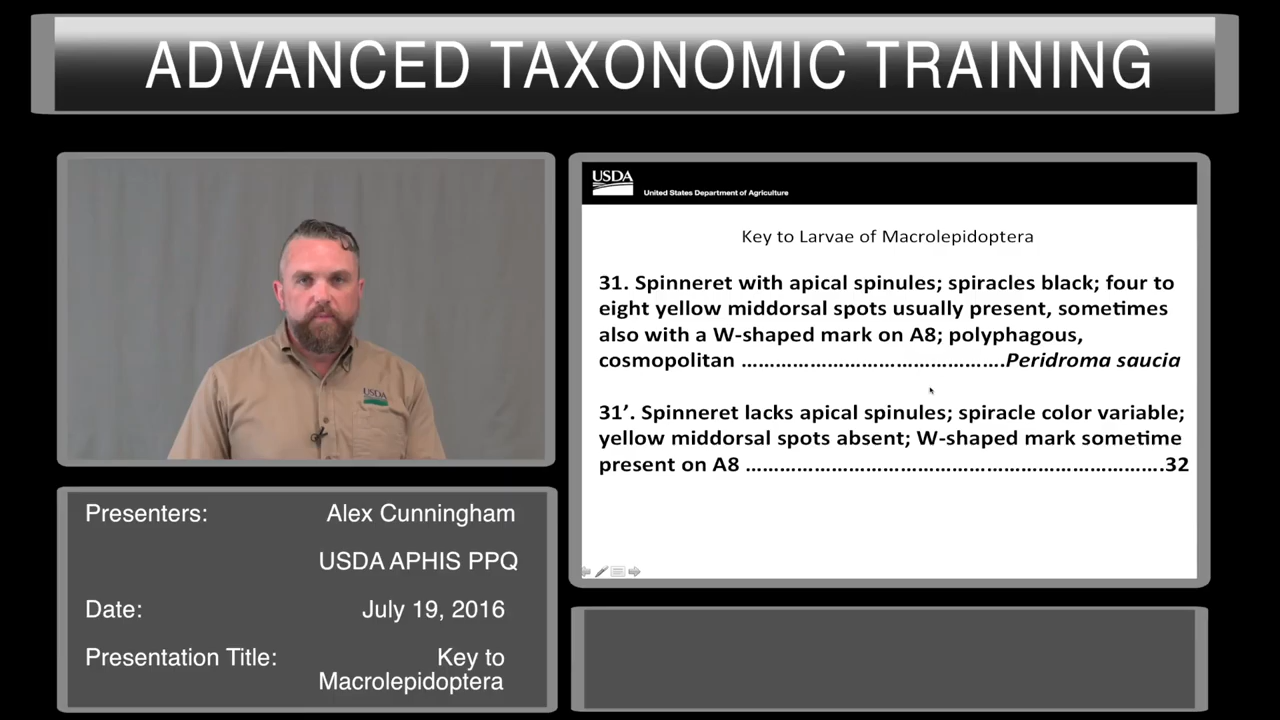 ADVANCED TAXONOMIC TRAINING
USDA
USDA
United States Department of Agriculture
Key to Larvae of Macrolepidoptera
31. Spinneret with apical spinules; spiracles black; four to
eight yellow middorsal spots usually present, sometimes
also with a W-shaped mark on A8; polyphagous,
cosmopolitan ………………………………….Peridroma saucia
31’. Spinneret lacks apical spinules; spiracle color variable;
yellow middorsal spots absent; W-shaped mark sometime
present on A8 ……………………………………………………….32
Presenters: Alex Cunningham
USDA APHIS PPQ
Date: July 19, 2016
Presentation Title: Key to
Macrolepidoptera